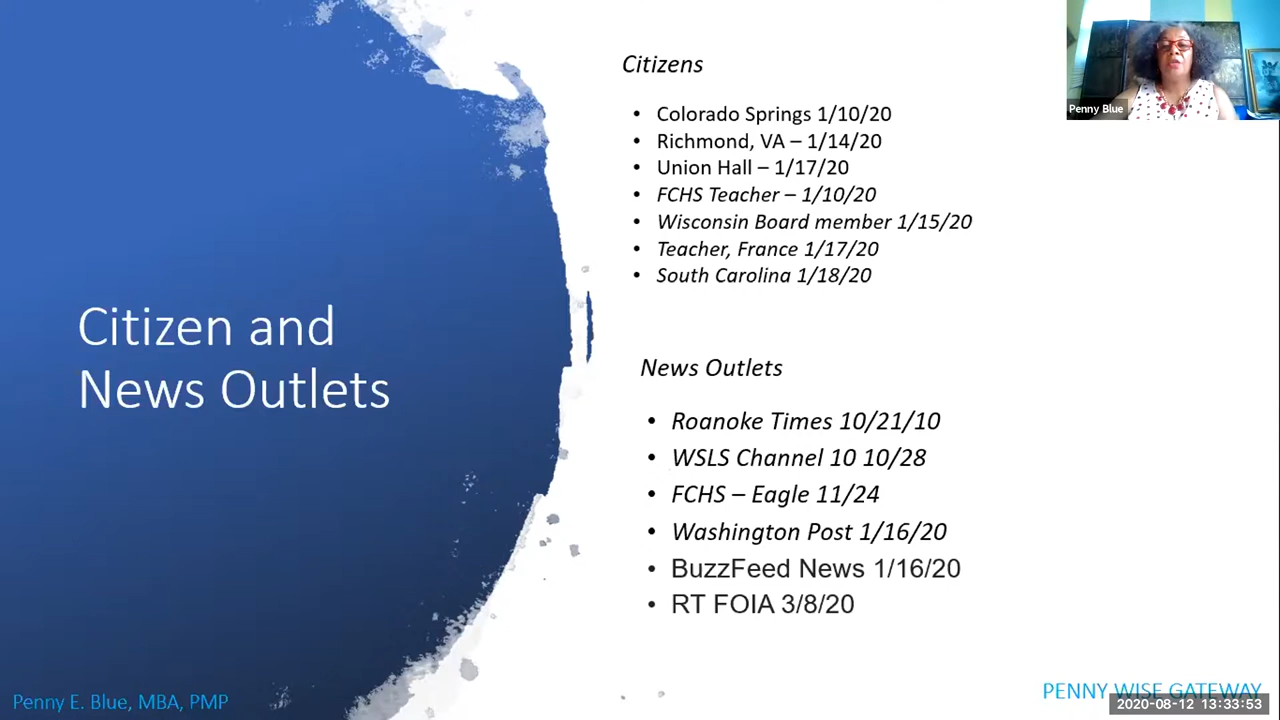 Citizens
• Colorado Springs 1/10/20
• Richmond, VA – 1/14/20
• Union Hall – 1/17/20
• FCHS Teacher – 1/10/20
• Wisconsin Board member 1/15/20
• Teacher, France 1/17/20
• South Carolina 1/18/20
Penny Blue
Citizen and
News Outlets
News Outlets
• Roanoke Times 10/21/10
• WSLS Channel 10 10/28
• FCHS – Eagle 11/24
• Washington Post 1/16/20
• BuzzFeed News 1/16/20
• RT FOIA 3/8/20
Penny E. Blue, MBA, PMP
PENNY WISE GATEWAY
2020-08-12 13:33:53